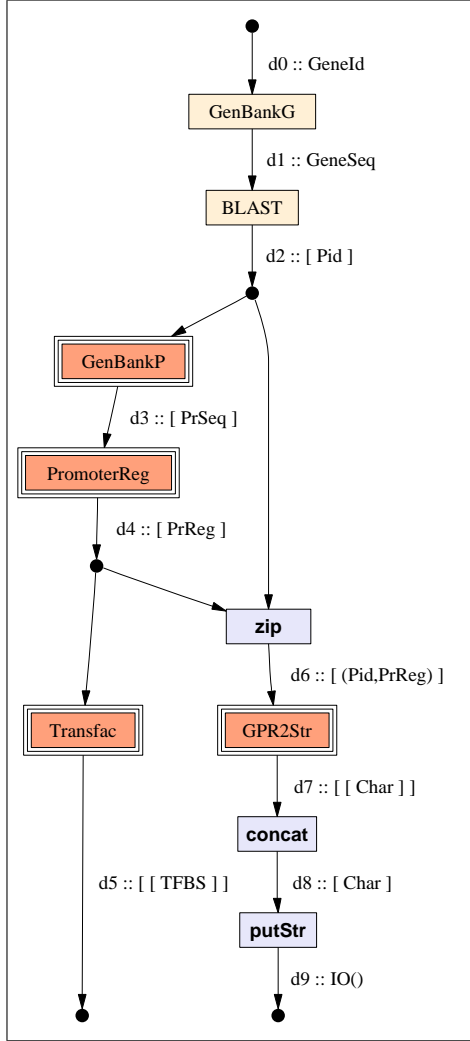 d0 :: GeneId
GenBankG
d1 :: GeneSeq
BLAST
d2 :: [ Pid ]
GenBankP
d3 :: [ PrSeq ]
PromoterReg
d4 :: [ PrReg ]
zip
d6 :: [ (Pid,PrReg) ]
Transfac
GPR2Str
d7 :: [ [ Char ] ]
concat
d5 :: [ [ TFBS ] ]
d8 :: [ Char ]
putStr
d9 :: IO()